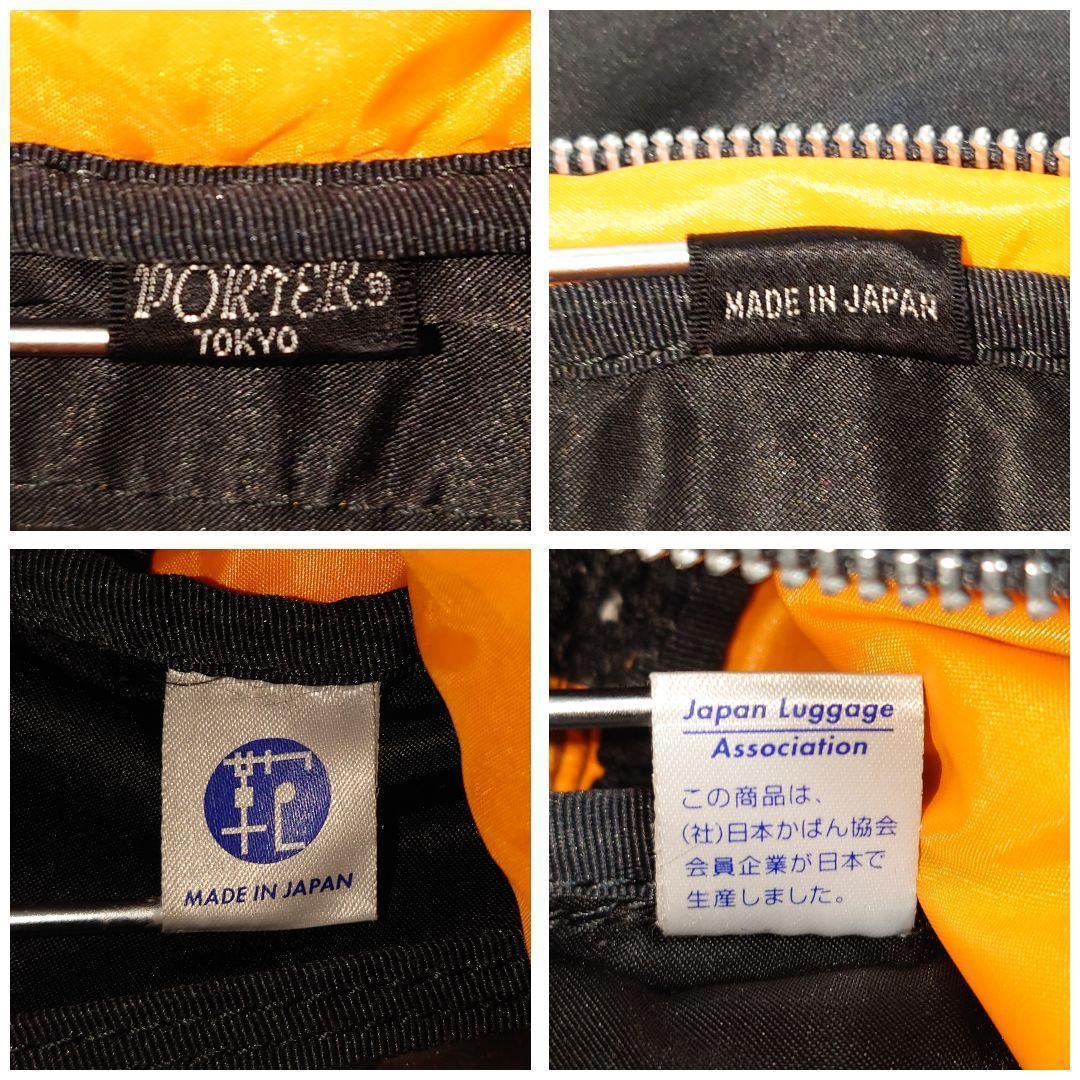 PORTER®
TOKYO
MADE IN JAPAN
鞄
MADE IN JAPAN
Japan Luggage
Association
この商品は、
(社)日本かばん協会
会員企業が日本で
生産しました。